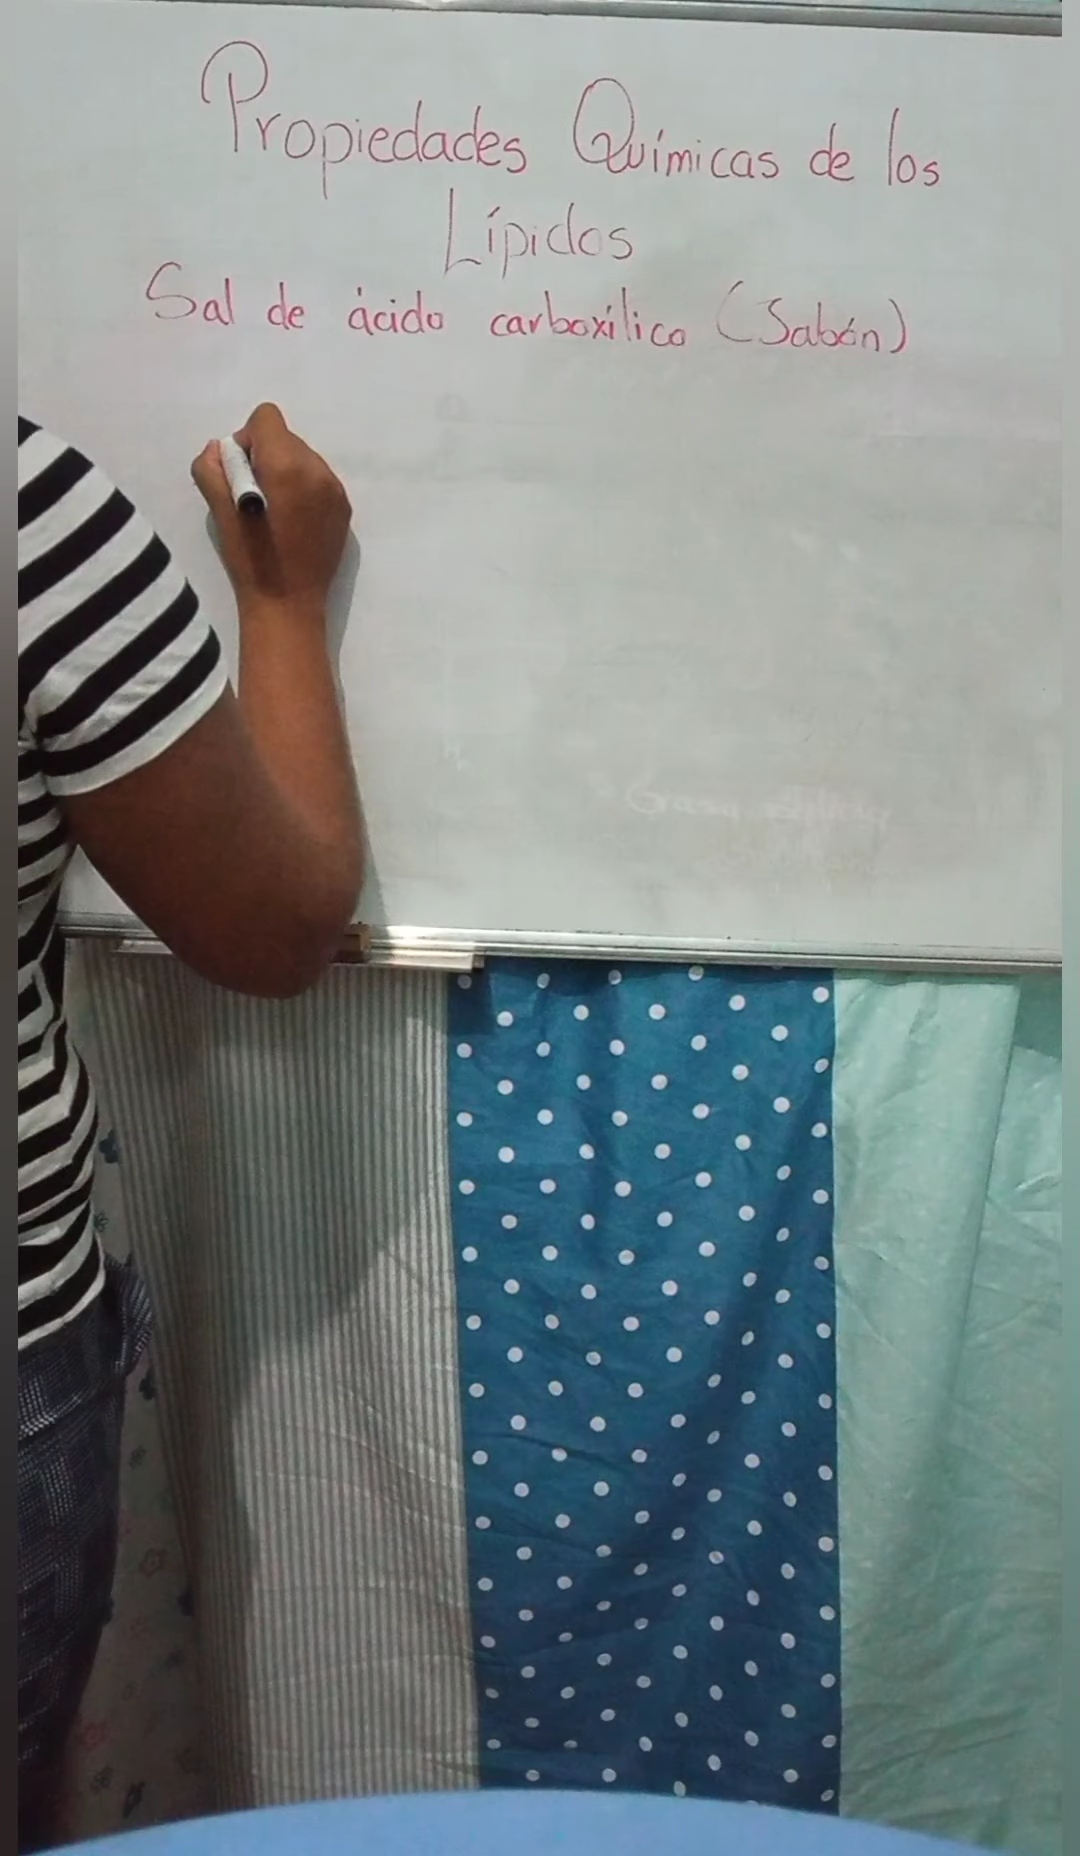 Propiedades Químicas de los
Lípidos
Sal de ácido carboxílico (Sabón)